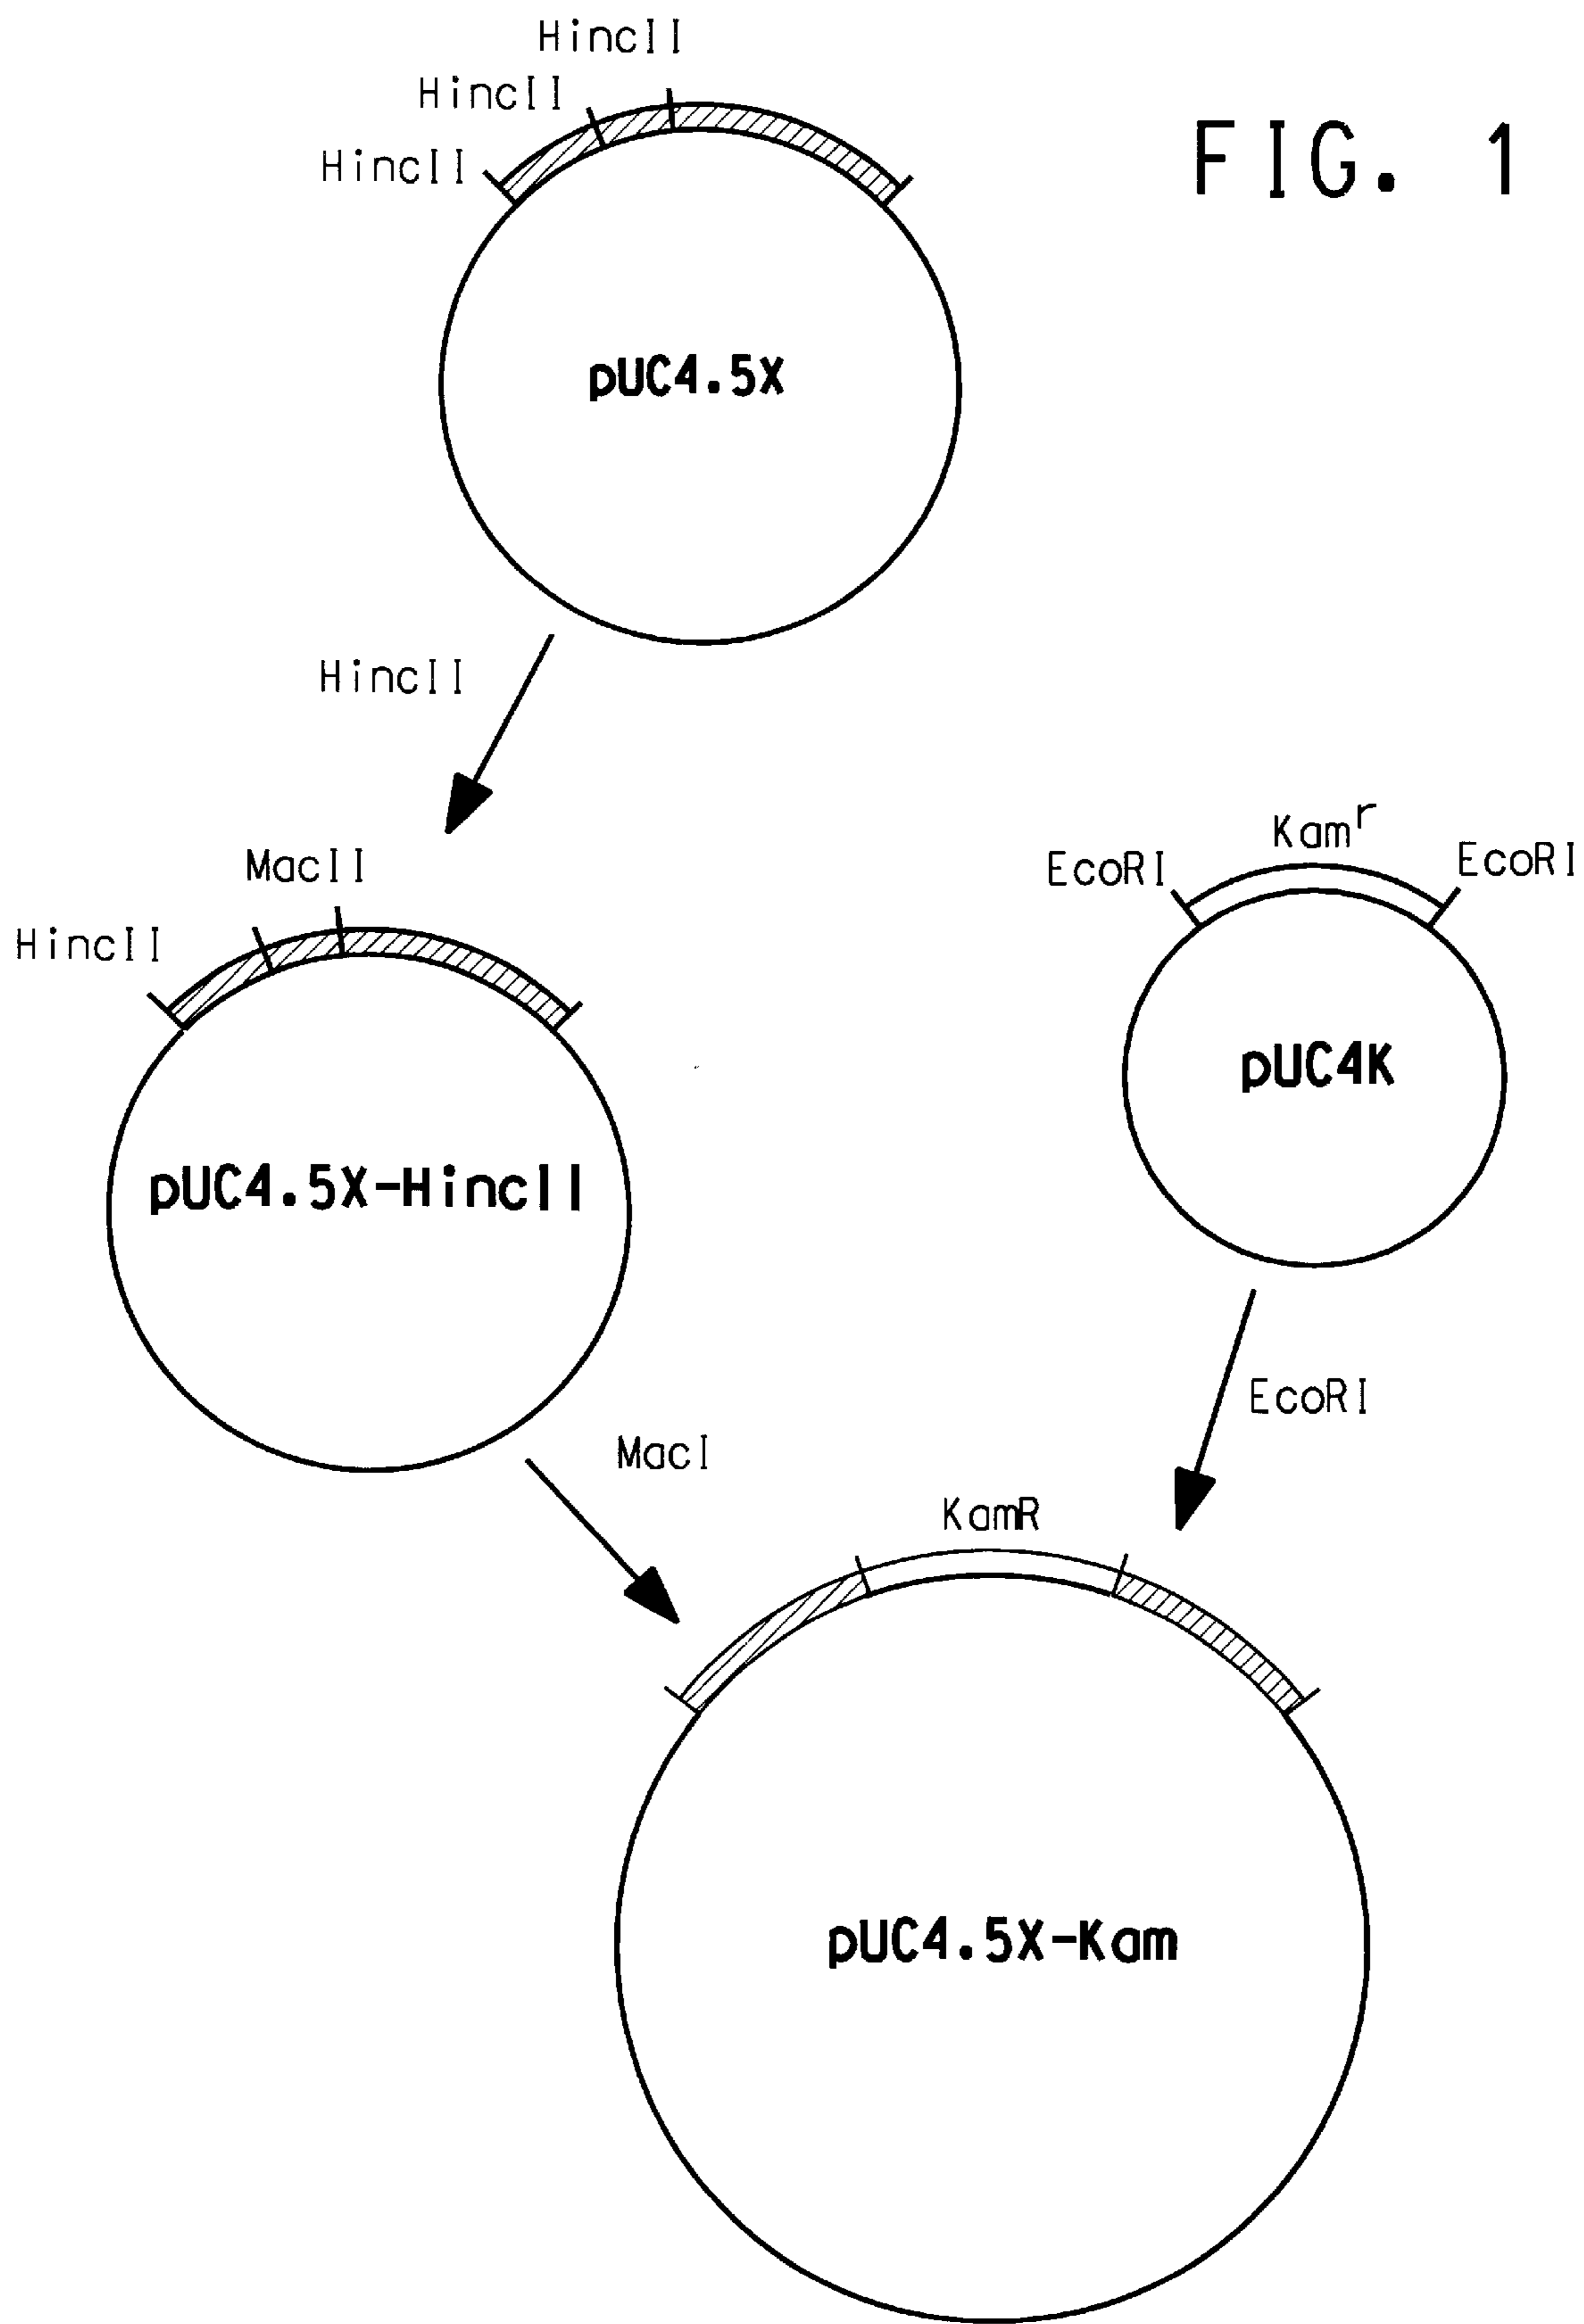 HincII
HincII
HincII
FIG. 1
pUC4.5X
HincII
MacII
HincII
pUC4.5X-HincII
Kamʳ
EcoRI
EcoRI
pUC4K
EcoRI
MacI
KamR
pUC4.5X-Kam